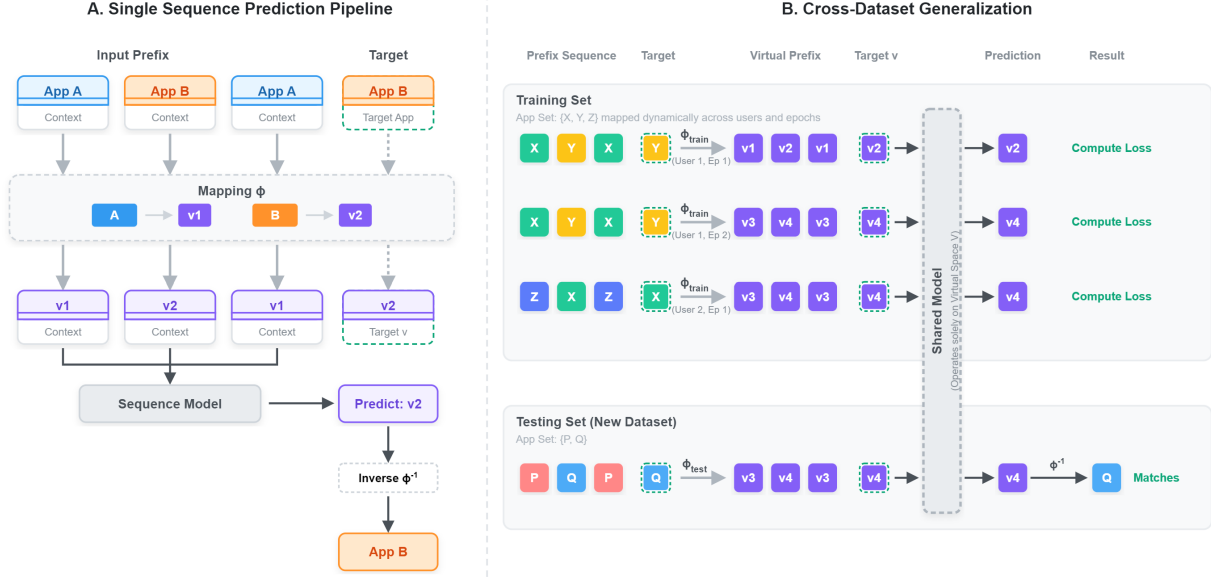 A. Single Sequence Prediction Pipeline
Input Prefix
Target
App A
App B
App A
App B
Context
Context
Context
Target App
Mapping ϕ
A
v1
B
v2
v1
v2
v1
v2
Context
Context
Context
Target v
Sequence Model
Predict: v2
Inverse ϕ⁻¹
App B
B. Cross-Dataset Generalization
Prefix Sequence
Target
Virtual Prefix
Target v
Prediction
Result
Training Set
App Set: {X, Y, Z} mapped dynamically across users and epochs
X Y X Y ϕtrain v1 v2 v1 v2 v2 Compute Loss
(User 1, Ep 1)
X Y X Y ϕtrain v3 v4 v3 v4 v4 Compute Loss
(User 1, Ep 2)
Z X Z X ϕtrain v3 v4 v3 v4 v4 Compute Loss
(User 2, Ep 1)
Shared Model
(Operates solely on Virtual Space V)
Testing Set (New Dataset)
App Set: {P, Q}
P Q P Q ϕtest v3 v4 v3 v4 v4 ϕ⁻¹ Q Matches